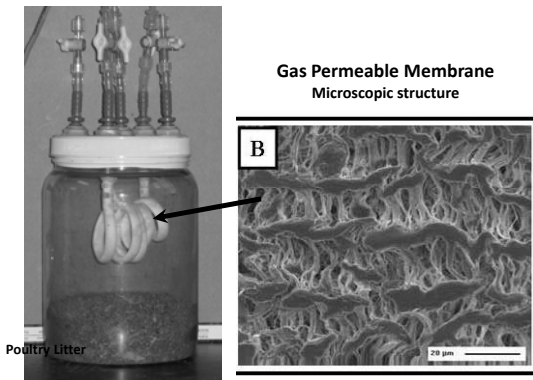 Gas Permeable Membrane
Microscopic structure
B
Poultry Litter
20 µm